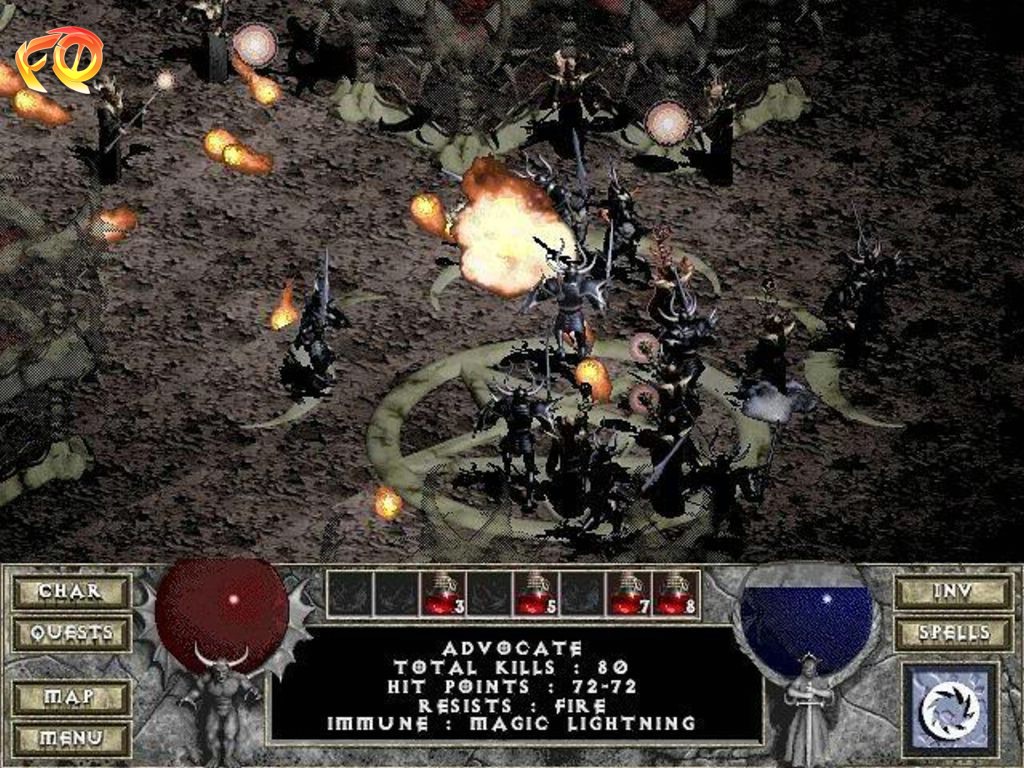 FQ
CHAR
QUESTS
MAP
MENU
3
5
7
8
ADVOCATE
TOTAL KILLS : 80
HIT POINTS : 72-72
RESISTS : FIRE
IMMUNE : MAGIC LIGHTNING
INV
SPELLS